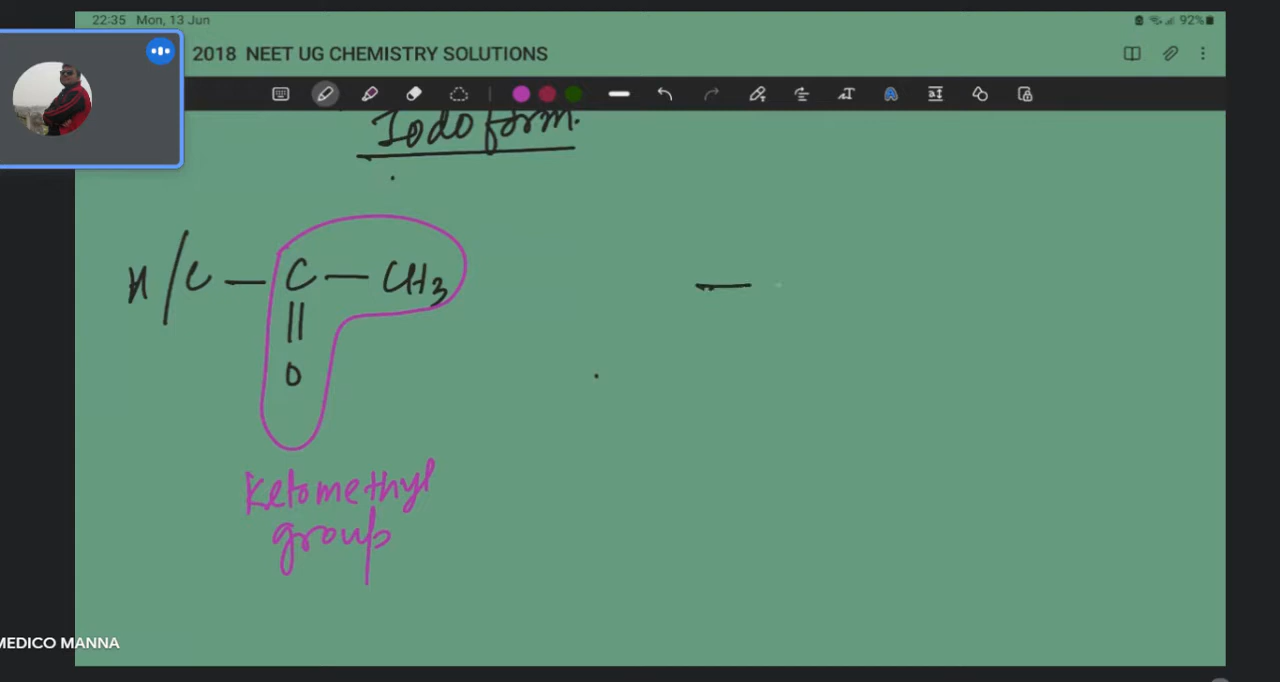 22:35 Mon, 13 Jun
92%
2018 NEET UG CHEMISTRY SOLUTIONS
Iodoform.
H/C — C — CH3
||
O
Ketomethyl
group
MEDICO MANNA